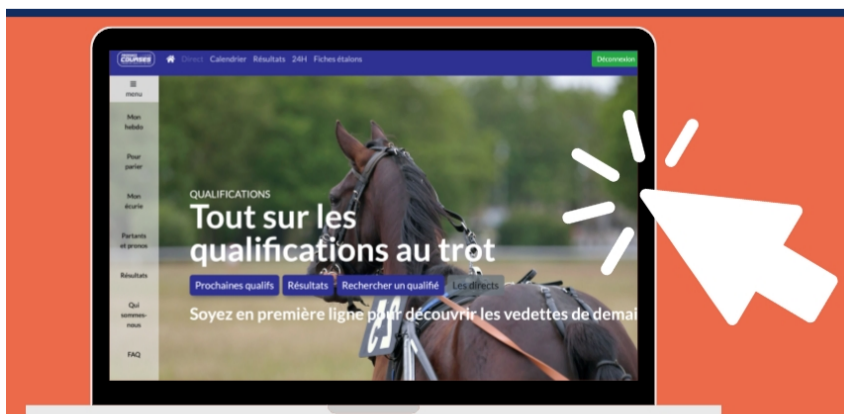 COURSES
Direct Calendrier Résultats 24H Fiches étalons
Déconnexion
menu
Mon
hebdo
Pour
parier
Mon
écurie
Partants
et pronos
Résultats
Qui
sommes-
nous
FAQ
QUALIFICATIONS
Tout sur les
qualifications au trot
Prochaines qualifs Résultats Rechercher un qualifié Les directs
Soyez en première ligne pour découvrir les vedettes de demai